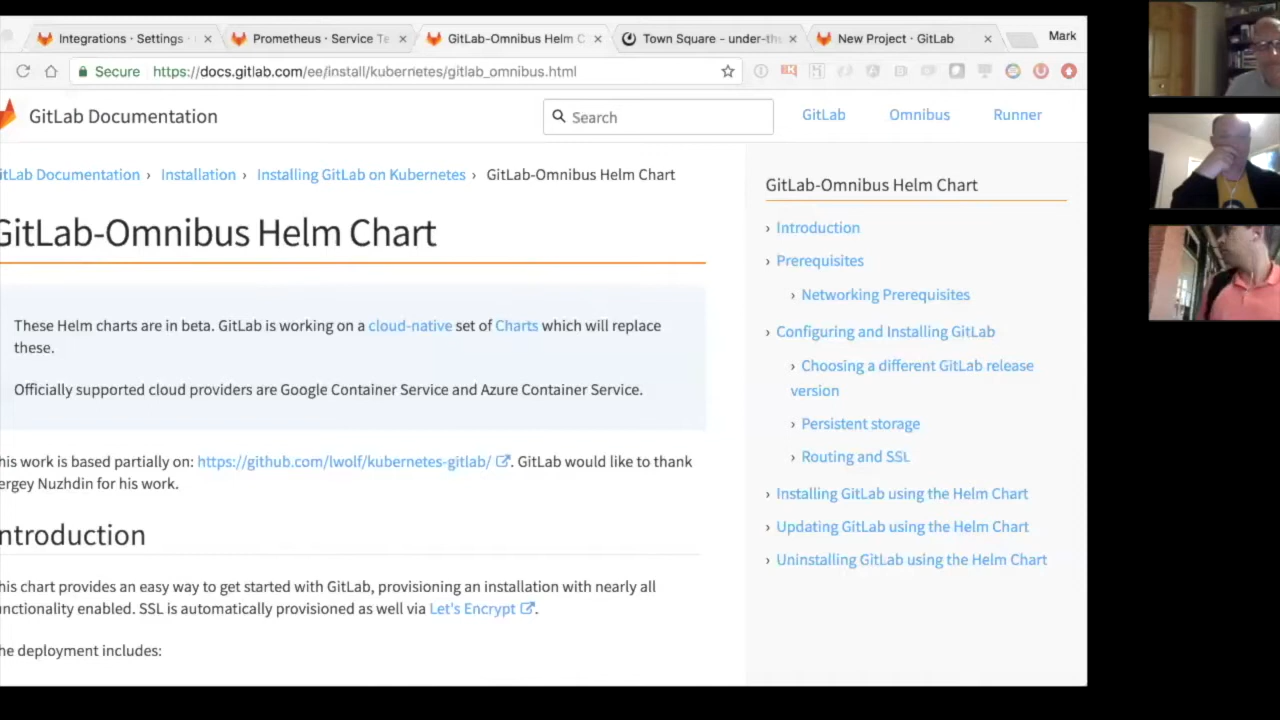 Integrations · Settings ·
Prometheus · Service Te
GitLab-Omnibus Helm C
Town Square - under-the
New Project · GitLab
Mark
Secure https://docs.gitlab.com/ee/install/kubernetes/gitlab_omnibus.html
GitLab Documentation
Search
GitLab
Omnibus
Runner
itLab Documentation › Installation › Installing GitLab on Kubernetes › GitLab-Omnibus Helm Chart
GitLab-Omnibus Helm Chart
These Helm charts are in beta. GitLab is working on a cloud-native set of Charts which will replace
these.
Officially supported cloud providers are Google Container Service and Azure Container Service.
his work is based partially on: https://github.com/lwolf/kubernetes-gitlab/. GitLab would like to thank
ergey Nuzhdin for his work.
ntroduction
his chart provides an easy way to get started with GitLab, provisioning an installation with nearly all
unctionality enabled. SSL is automatically provisioned as well via Let's Encrypt.
he deployment includes:
GitLab-Omnibus Helm Chart
› Introduction
› Prerequisites
› Networking Prerequisites
› Configuring and Installing GitLab
› Choosing a different GitLab release
version
› Persistent storage
› Routing and SSL
› Installing GitLab using the Helm Chart
› Updating GitLab using the Helm Chart
› Uninstalling GitLab using the Helm Chart